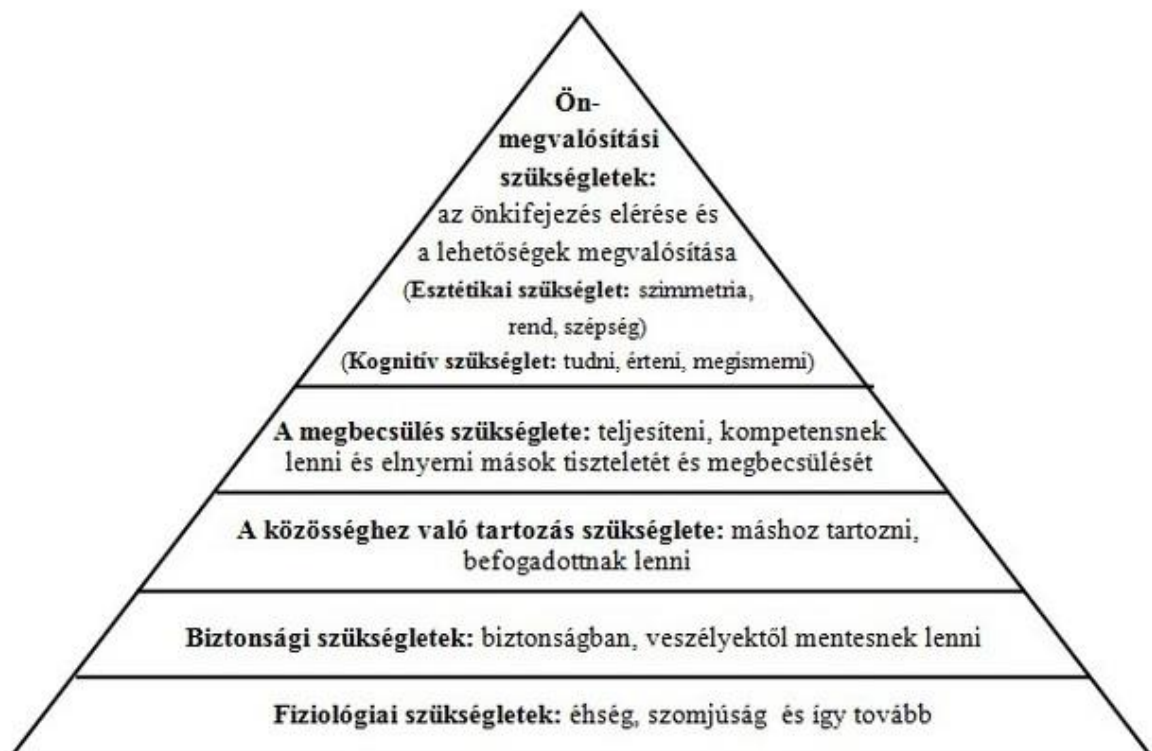 Ön-
megvalósítási
szükségletek:
az önkifejezés elérése és
a lehetőségek megvalósítása
(Esztétikai szükséglet: szimmetria,
rend, szépség)
(Kognitív szükséglet: tudni, érteni, megismerni)
A megbecsülés szükséglete: teljesíteni, kompetensnek
lenni és elnyerni mások tiszteletét és megbecsülését
A közösséghez való tartozás szükséglete: máshoz tartozni,
befogadottnak lenni
Biztonsági szükségletek: biztonságban, veszélyektől mentesnek lenni
Fiziológiai szükségletek: éhség, szomjúság és így tovább